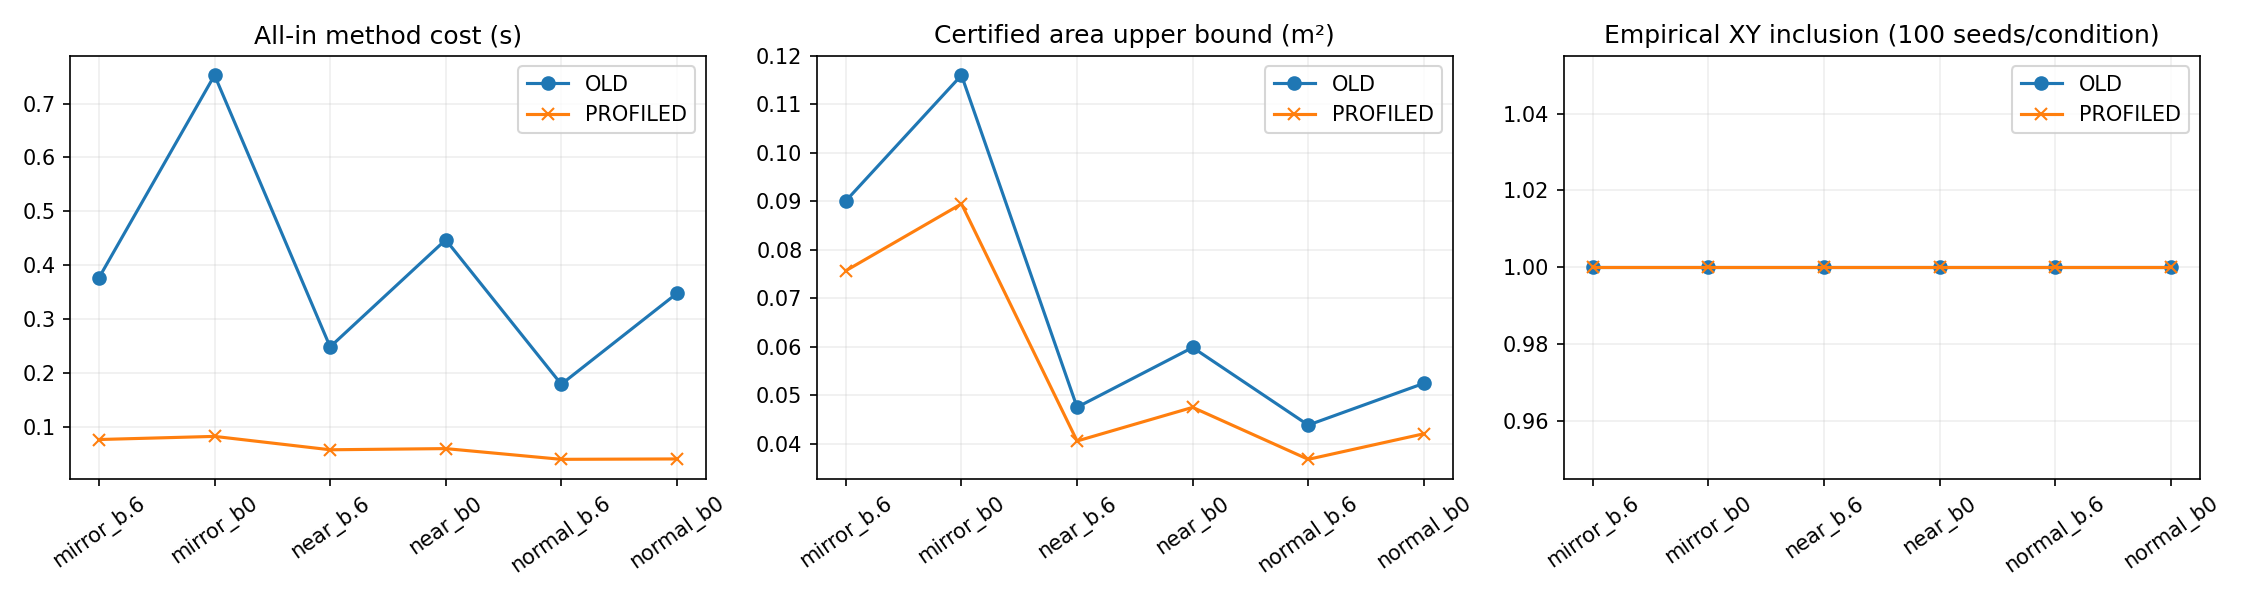 All-in method cost (s)
OLD
PROFILED
0.7
0.6
0.5
0.4
0.3
0.2
0.1
mirror_b.6
mirror_b0
near_b.6
near_b0
normal_b.6
normal_b0
Certified area upper bound (m²)
OLD
PROFILED
0.12
0.11
0.10
0.09
0.08
0.07
0.06
0.05
0.04
mirror_b.6
mirror_b0
near_b.6
near_b0
normal_b.6
normal_b0
Empirical XY inclusion (100 seeds/condition)
OLD
PROFILED
1.04
1.02
1.00
0.98
0.96
mirror_b.6
mirror_b0
near_b.6
near_b0
normal_b.6
normal_b0